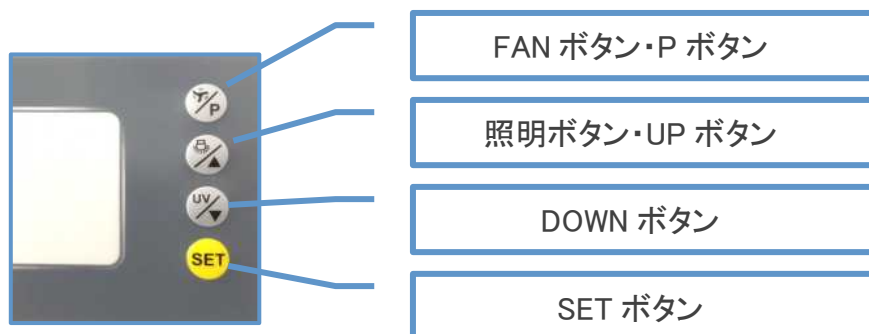 FAN ボタン・P ボタン
/P
照明ボタン・UP ボタン
/▲
UV/▼
DOWN ボタン
SET
SET ボタン